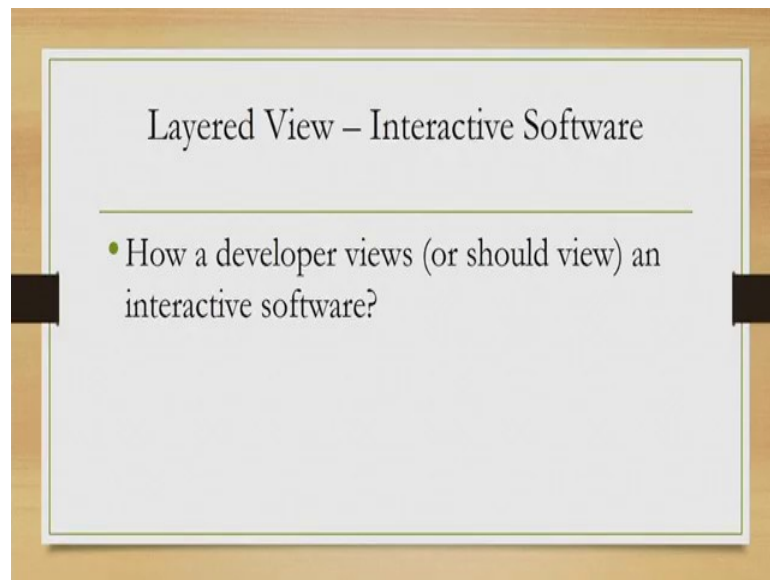 Layered View – Interactive Software
• How a developer views (or should view) an
interactive software?